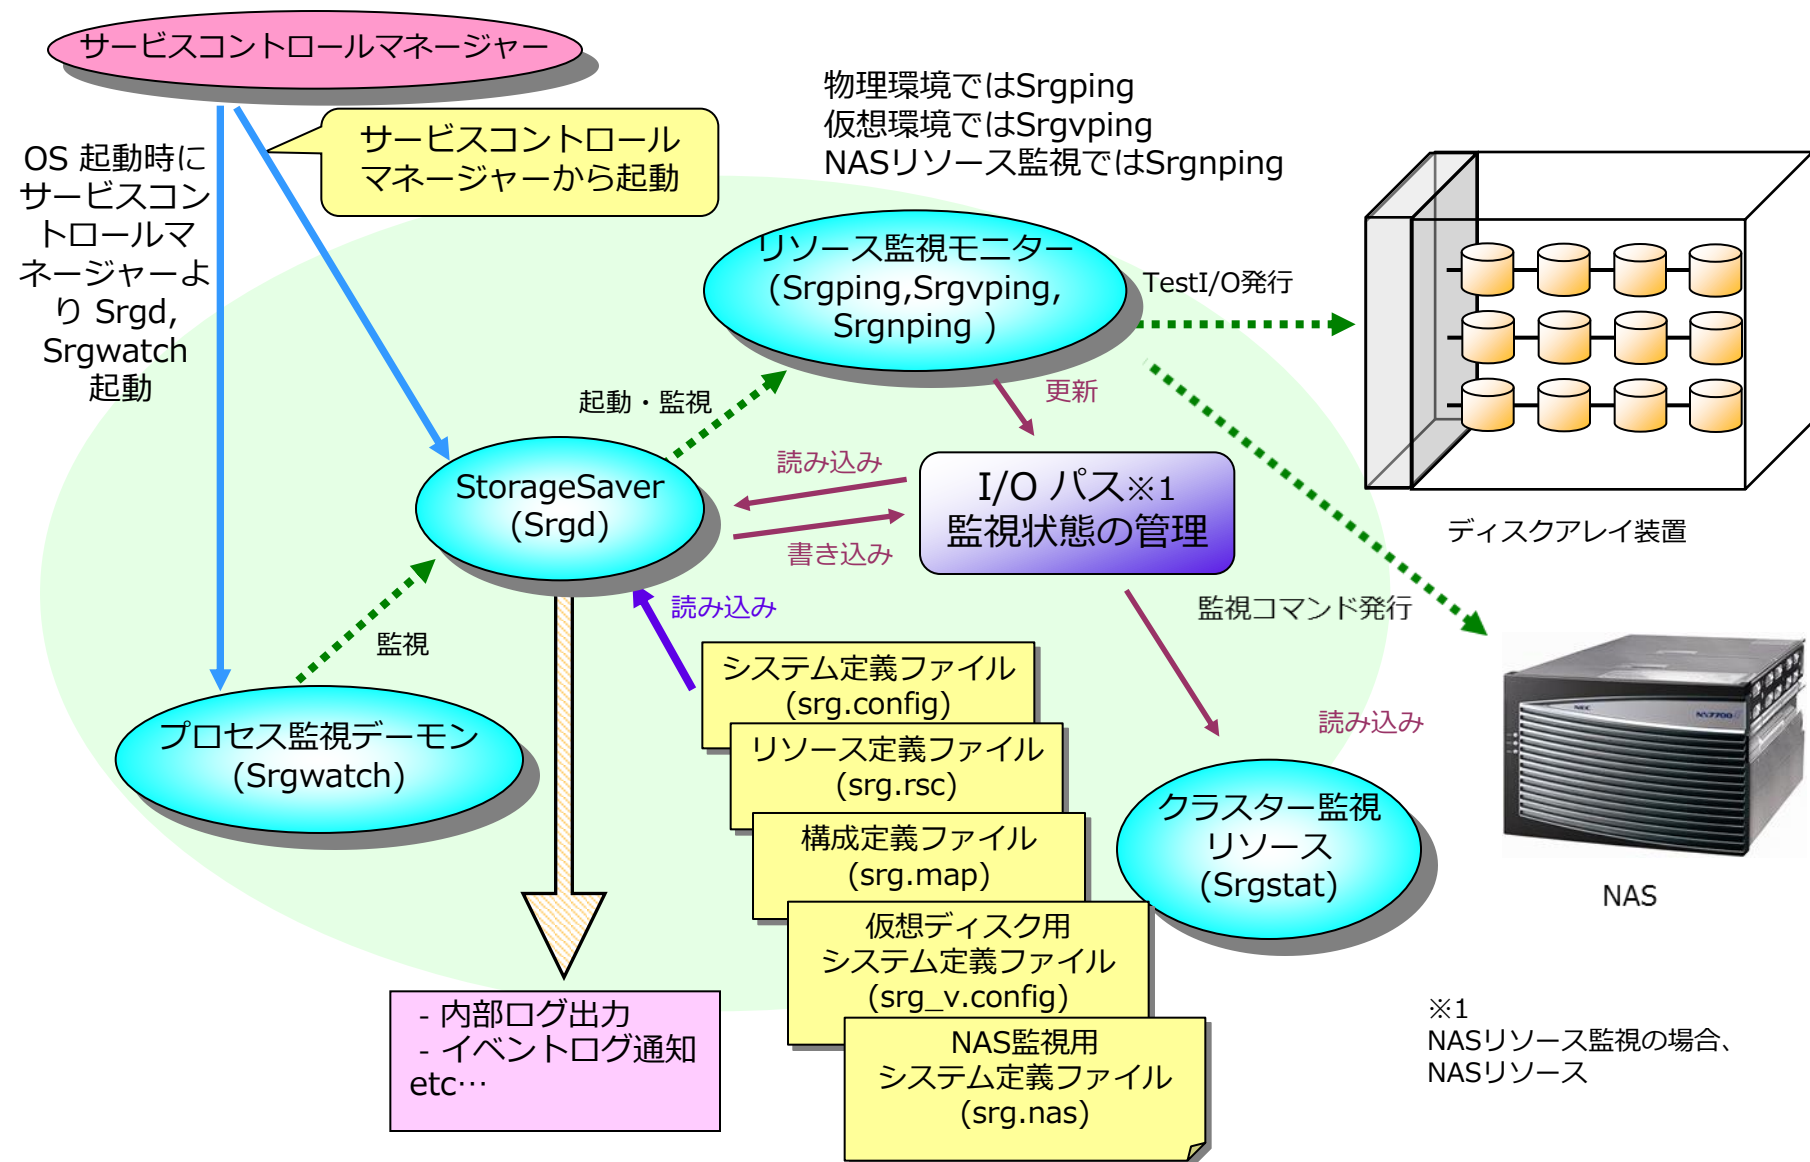 サービスコントロールマネージャー
物理環境ではSrgping
仮想環境ではSrgvping
NASリソース監視ではSrgnping
サービスコントロール
マネージャーから起動
OS 起動時に
サービスコン
トロールマ
ネージャーよ
り Srgd,
Srgwatch
起動
リソース監視モニター
(Srgping,Srgvping,
Srgnping )
TestI/O発行
起動・監視
更新
StorageSaver
(Srgd)
読み込み
書き込み
I/O パス※1
監視状態の管理
ディスクアレイ装置
監視
読み込み
監視コマンド発行
プロセス監視デーモン
(Srgwatch)
システム定義ファイル
(srg.config)
リソース定義ファイル
(srg.rsc)
構成定義ファイル
(srg.map)
仮想ディスク用
システム定義ファイル
(srg_v.config)
NAS監視用
システム定義ファイル
(srg.nas)
読み込み
クラスター監視
リソース
(Srgstat)
NEC
NS7700
NAS
- 内部ログ出力
- イベントログ通知
etc…
※1
NASリソース監視の場合、
NASリソース